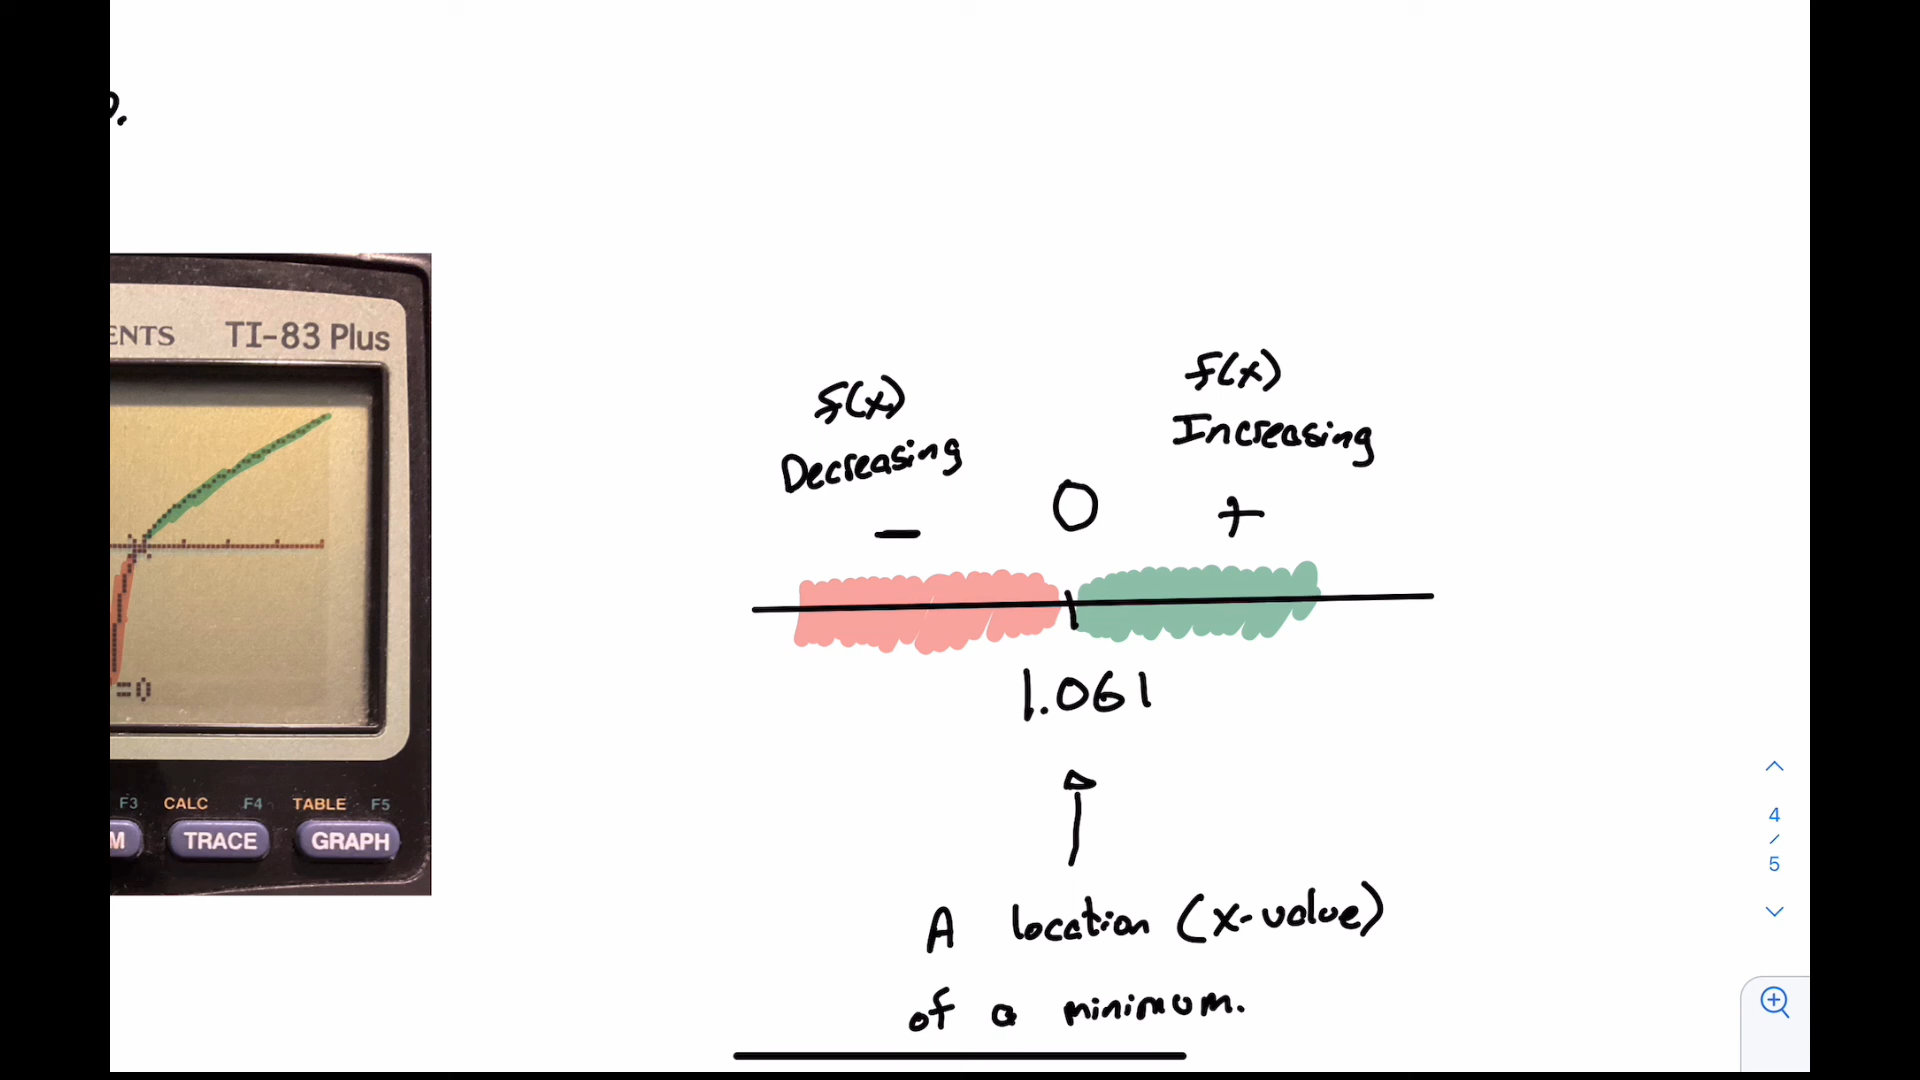 ENTS TI-83 Plus
=0
F3 CALC F4 TABLE F5
M TRACE GRAPH
f(x)
Decreasing
f(x)
Increasing
− 0 +
1.061
A location (x-value)
of a minimum.
4
/
5